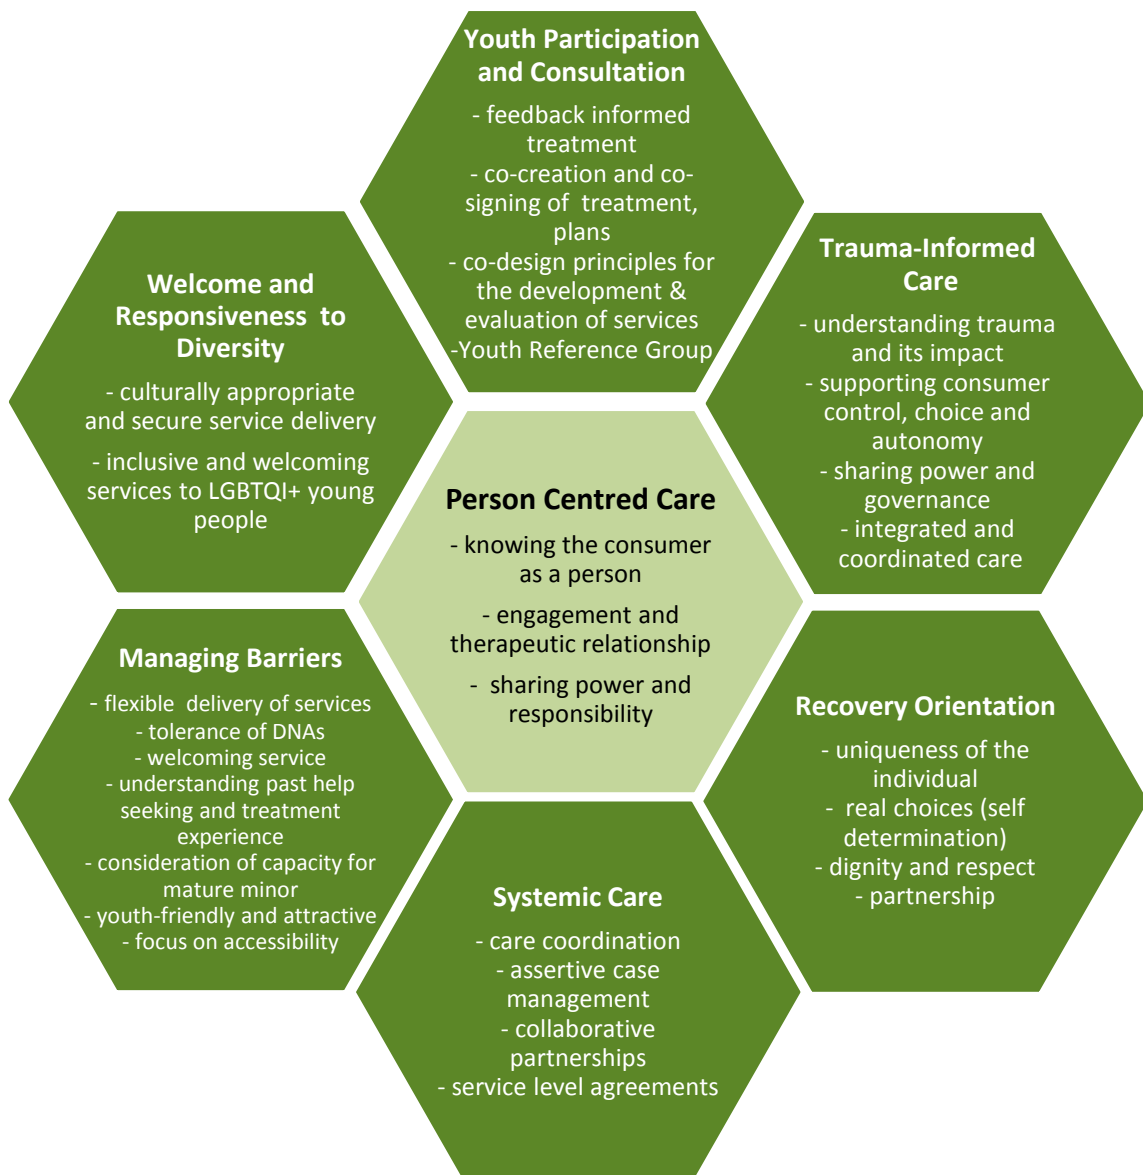 Youth Participation
and Consultation
- feedback informed
treatment
- co-creation and co-
signing of  treatment,
plans
- co-design principles for
the development &
evaluation of services
-Youth Reference Group
Trauma-Informed
Care
- understanding trauma
and its impact
- supporting consumer
control, choice and
autonomy
- sharing power and
governance
- integrated and
coordinated care
Welcome and
Responsiveness  to
Diversity
- culturally appropriate
and secure service delivery
- inclusive and welcoming
services to LGBTQI+ young
people
Person Centred Care
- knowing the consumer
as a person
- engagement and
therapeutic relationship
-  sharing power and
responsibility
Managing Barriers
- flexible  delivery of services
- tolerance of DNAs
- welcoming service
- understanding past help
seeking and treatment
experience
- consideration of capacity for
mature minor
- youth-friendly and attractive
- focus on accessibility
Recovery Orientation
- uniqueness of the
individual
-  real choices (self
determination)
- dignity and respect
- partnership
Systemic Care
- care coordination
- assertive case
management
- collaborative
partnerships
- service level agreements